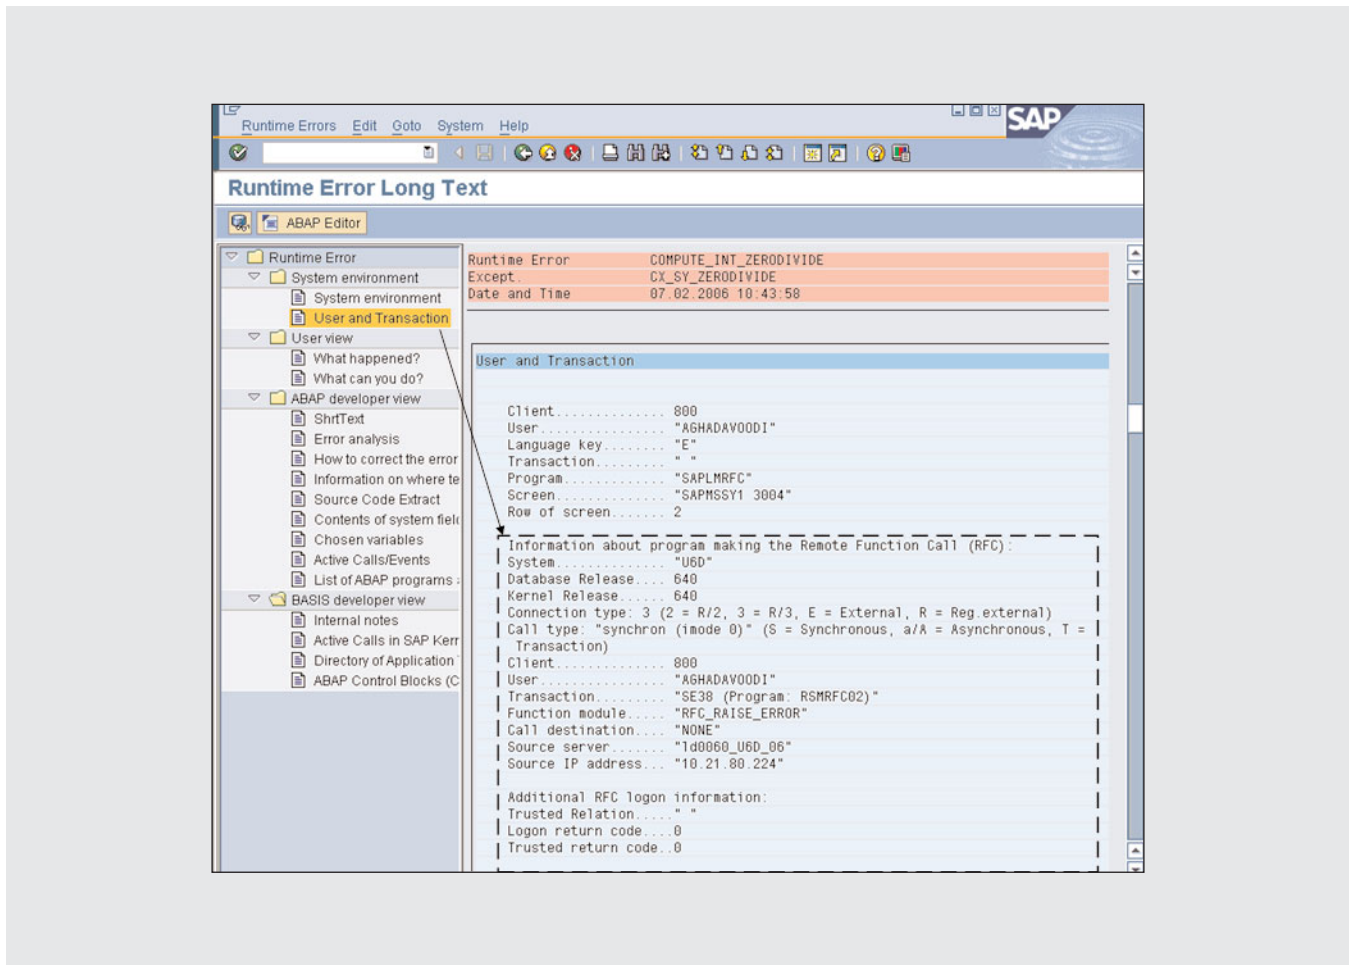 Runtime Errors Edit Goto System Help
SAP
Runtime Error Long Text
ABAP Editor
Runtime Error
System environment
System environment
User and Transaction
User view
What happened?
What can you do?
ABAP developer view
ShrtText
Error analysis
How to correct the error
Information on where te
Source Code Extract
Contents of system field
Chosen variables
Active Calls/Events
List of ABAP programs
BASIS developer view
Internal notes
Active Calls in SAP Kerr
Directory of Application
ABAP Control Blocks (C
Runtime Error COMPUTE_INT_ZERODIVIDE
Except. CX_SY_ZERODIVIDE
Date and Time 07.02.2006 10:43:58
User and Transaction
Client.............. 800
User................ "AGHADAVOODI"
Language key........ "E"
Transaction......... " "
Program............. "SAPLMRFC"
Screen.............. "SAPMSSY1 3004"
Row of screen....... 2
Information about program making the Remote Function Call (RFC):
System.............. "U6D"
Database Release.... 640
Kernel Release...... 640
Connection type: 3 (2 = R/2, 3 = R/3, E = External, R = Reg.external)
Call type: "synchron (imode 0)" (S = Synchronous, a/A = Asynchronous, T =
Transaction)
Client.............. 800
User................ "AGHADAVOODI"
Transaction......... "SE38 (Program: RSMRFC02)"
Function module..... "RFC_RAISE_ERROR"
Call destination.... "NONE"
Source server....... "ld0060_U6D_06"
Source IP address... "10.21.80.224"
Additional RFC logon information:
Trusted Relation....." "
Logon return code....0
Trusted return code..0